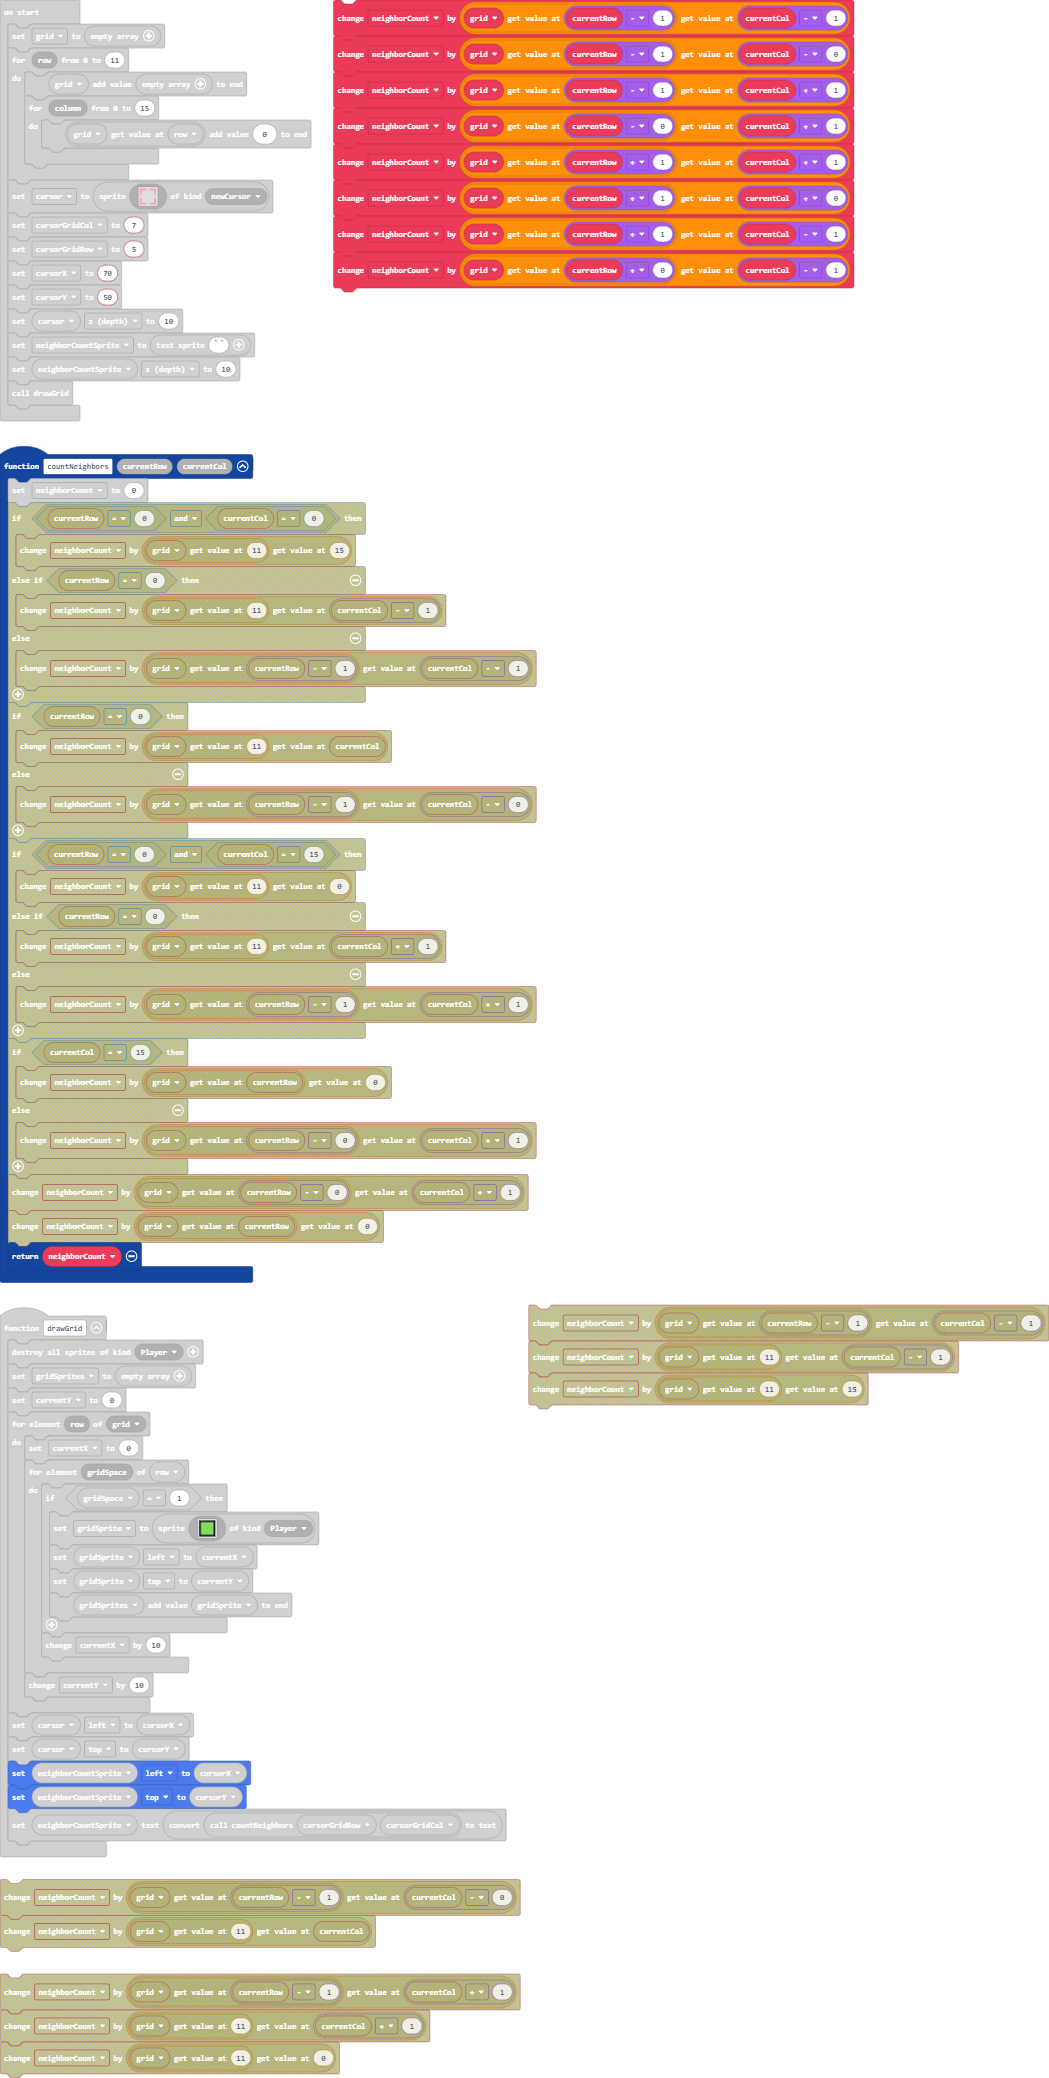 on start
set grid to empty array
for row from 0 to 11
do grid add value empty array to end
for column from 0 to 15
do grid get value at row add value 0 to end
set cursor to sprite of kind newCursor
set cursorGridCol to 7
set cursorGridRow to 5
set cursorX to 70
set cursorY to 50
set cursor z (depth) to 10
set neighborCountSprite to text sprite " "
set neighborCountSprite z (depth) to 10
call drawGrid
change neighborCount by grid get value at currentRow - 1 get value at currentCol - 1
change neighborCount by grid get value at currentRow - 1 get value at currentCol - 0
change neighborCount by grid get value at currentRow - 1 get value at currentCol + 1
change neighborCount by grid get value at currentRow - 0 get value at currentCol + 1
change neighborCount by grid get value at currentRow + 1 get value at currentCol + 1
change neighborCount by grid get value at currentRow + 1 get value at currentCol + 0
change neighborCount by grid get value at currentRow + 1 get value at currentCol - 1
change neighborCount by grid get value at currentRow + 0 get value at currentCol - 1
function countNeighbors currentRow currentCol
set neighborCount to 0
if currentRow = 0 and currentCol = 0 then
change neighborCount by grid get value at 11 get value at 15
else if currentRow = 0 then
change neighborCount by grid get value at 11 get value at currentCol - 1
else
change neighborCount by grid get value at currentRow - 1 get value at currentCol - 1
if currentRow = 0 then
change neighborCount by grid get value at 11 get value at currentCol
else
change neighborCount by grid get value at currentRow - 1 get value at currentCol - 0
if currentRow = 0 and currentCol = 15 then
change neighborCount by grid get value at 11 get value at 0
else if currentRow = 0 then
change neighborCount by grid get value at 11 get value at currentCol + 1
else
change neighborCount by grid get value at currentRow - 1 get value at currentCol + 1
if currentCol = 15 then
change neighborCount by grid get value at currentRow get value at 0
else
change neighborCount by grid get value at currentRow - 0 get value at currentCol + 1
change neighborCount by grid get value at currentRow - 0 get value at currentCol + 1
change neighborCount by grid get value at currentRow get value at 0
return neighborCount
function drawGrid
destroy all sprites of kind Player
set gridSprites to empty array
set currentY to 0
for element row of grid
do set currentX to 0
for element gridSpace of row
do if gridSpace = 1 then
set gridSprite to sprite of kind Player
set gridSprite left to currentX
set gridSprite top to currentY
gridSprites add value gridSprite to end
change currentX by 10
change currentY by 10
set cursor left to cursorX
set cursor top to cursorY
set neighborCountSprite left to cursorX
set neighborCountSprite top to cursorY
set neighborCountSprite text convert call countNeighbors cursorGridRow cursorGridCol to text
change neighborCount by grid get value at currentRow - 1 get value at currentCol - 1
change neighborCount by grid get value at 11 get value at currentCol - 1
change neighborCount by grid get value at 11 get value at 15
change neighborCount by grid get value at currentRow - 1 get value at currentCol - 0
change neighborCount by grid get value at 11 get value at currentCol
change neighborCount by grid get value at currentRow - 1 get value at currentCol + 1
change neighborCount by grid get value at 11 get value at currentCol + 1
change neighborCount by grid get value at 11 get value at 0